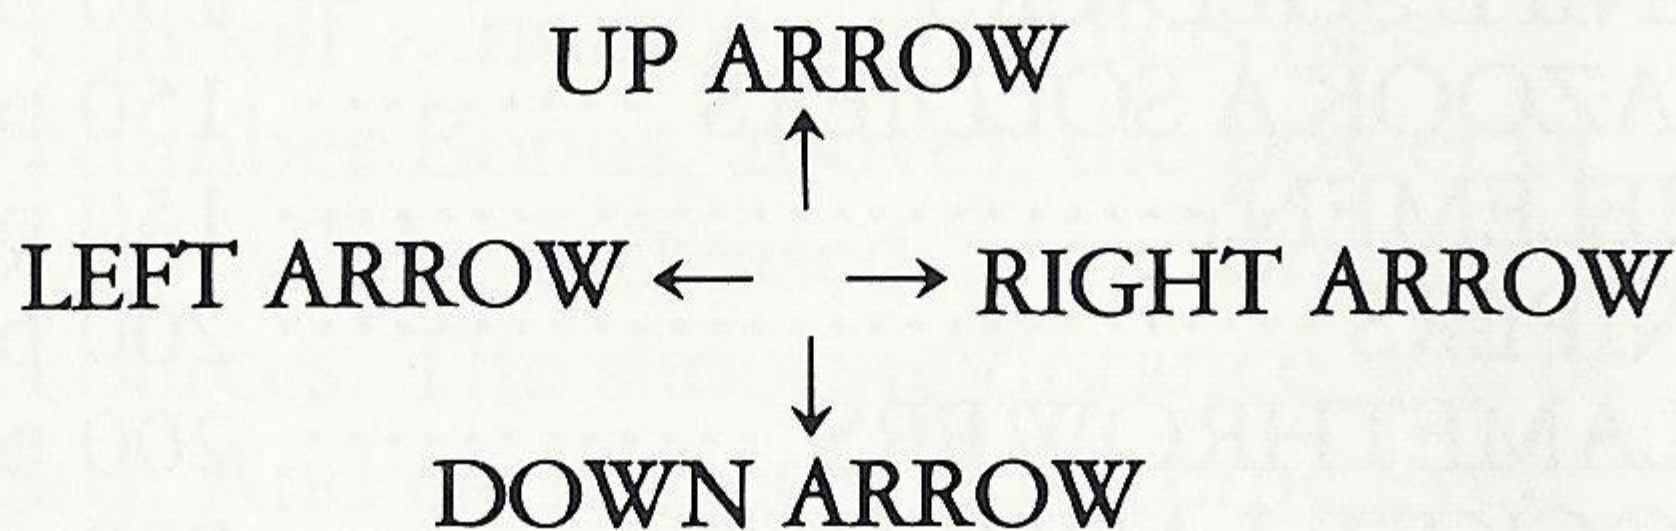 UP ARROW
↑
LEFT ARROW ← → RIGHT ARROW
↓
DOWN ARROW